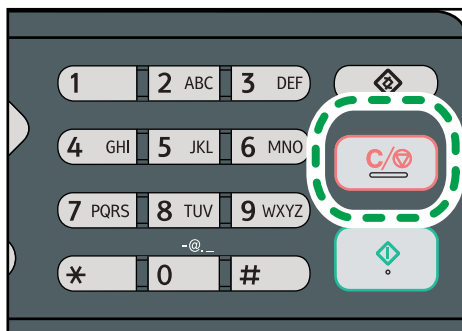 1 2 ABC 3 DEF
4 GHI 5 JKL 6 MNO
C/
7 PQRS 8 TUV 9 WXYZ
-@._
* 0 #